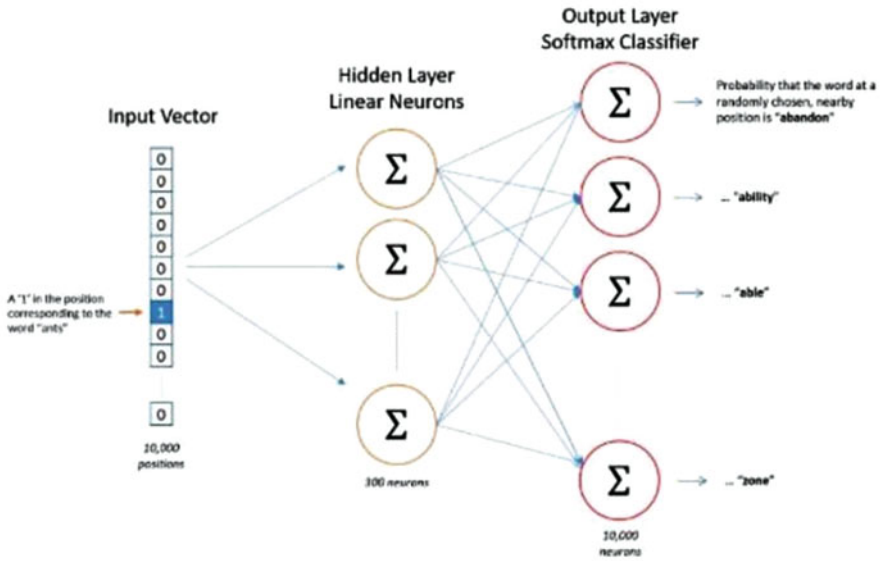 Output Layer
Softmax Classifier
Hidden Layer
Linear Neurons
Input Vector
0
0
0
0
0
0
0
1
0
0
0
A "1" in the position
corresponding to the
word "ants"
10,000
positions
Σ
Σ
Σ
300 neurons
Σ
Σ
Σ
Σ
10,000
neurons
Probability that the word at a
randomly chosen, nearby
position is "abandon"
... "ability"
... "able"
... "zone"